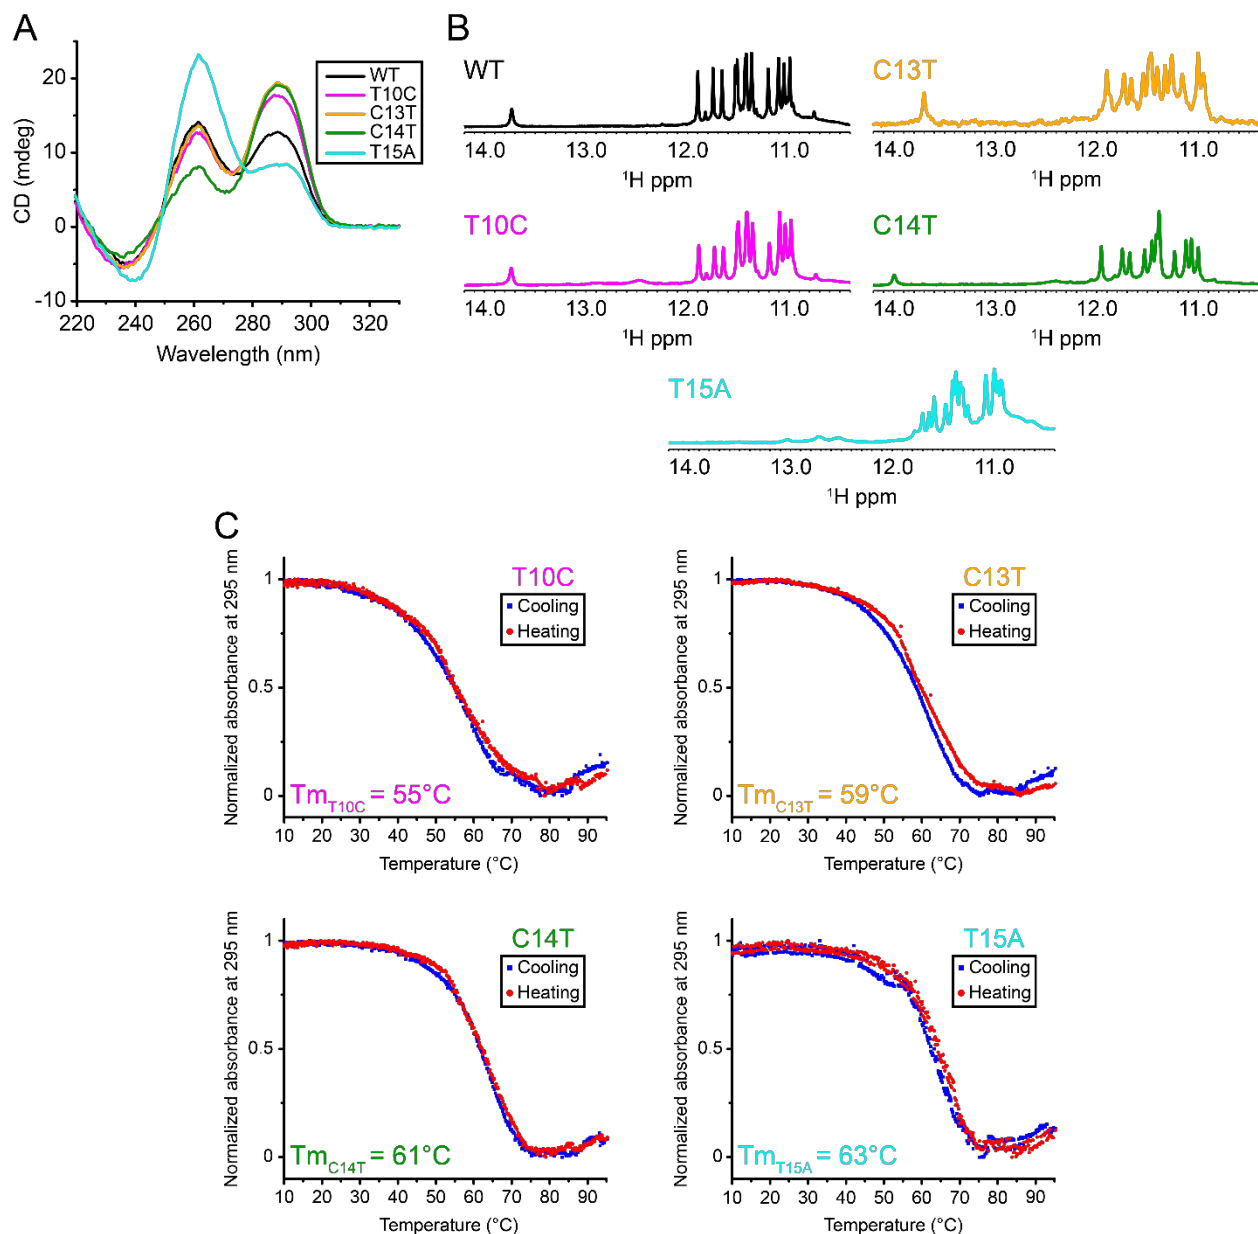 A
CD (mdeg)
20
10
0
-10
220 240 260 280 300 320
Wavelength (nm)
WT
T10C
C13T
C14T
T15A
B
WT
14.0 13.0 12.0 11.0
¹H ppm
C13T
14.0 13.0 12.0 11.0
¹H ppm
T10C
14.0 13.0 12.0 11.0
¹H ppm
C14T
14.0 13.0 12.0 11.0
¹H ppm
T15A
14.0 13.0 12.0 11.0
¹H ppm
C
Normalized absorbance at 295 nm
1
0.5
0
T10C
Cooling
Heating
Tm_T10C = 55°C
10 20 30 40 50 60 70 80 90
Temperature (°C)
Normalized absorbance at 295 nm
1
0.5
0
C13T
Cooling
Heating
Tm_C13T = 59°C
10 20 30 40 50 60 70 80 90
Temperature (°C)
Normalized absorbance at 295 nm
1
0.5
0
C14T
Cooling
Heating
Tm_C14T = 61°C
10 20 30 40 50 60 70 80 90
Temperature (°C)
Normalized absorbance at 295 nm
1
0.5
0
T15A
Cooling
Heating
Tm_T15A = 63°C
10 20 30 40 50 60 70 80 90
Temperature (°C)